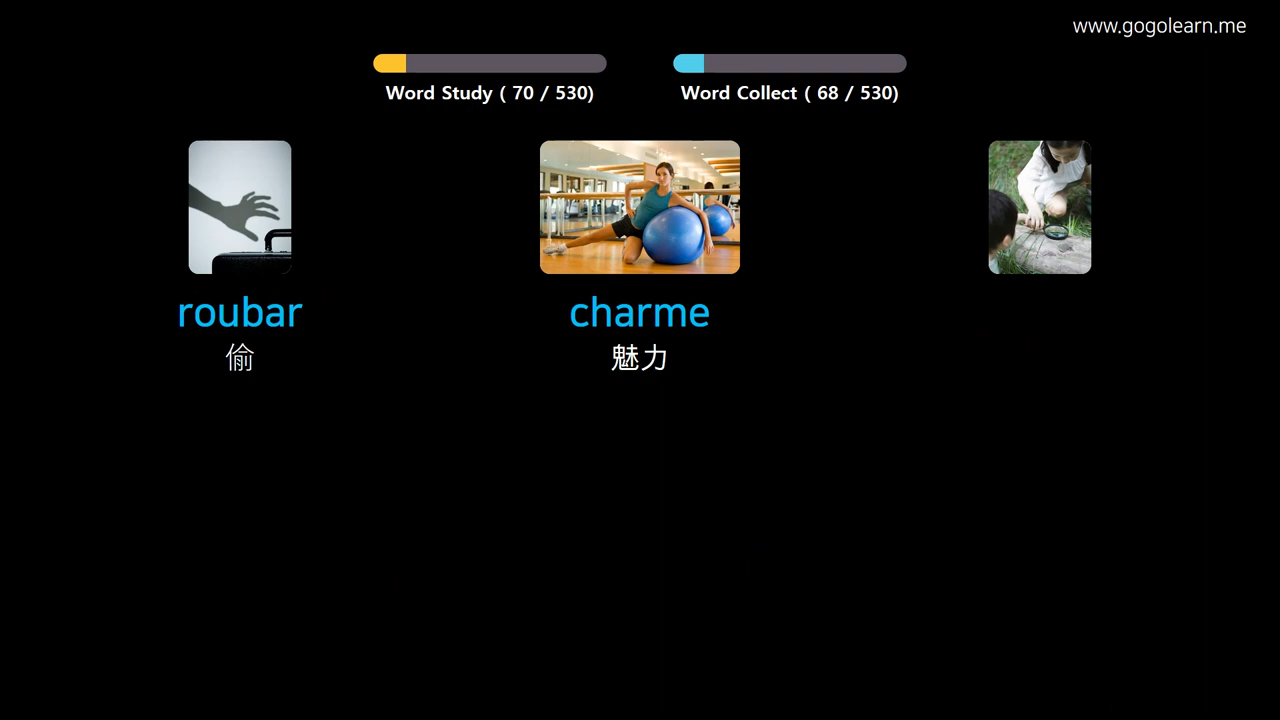 www.gogolearn.me
Word Study ( 70 / 530)
Word Collect ( 68 / 530)
roubar
charme
偷
魅力